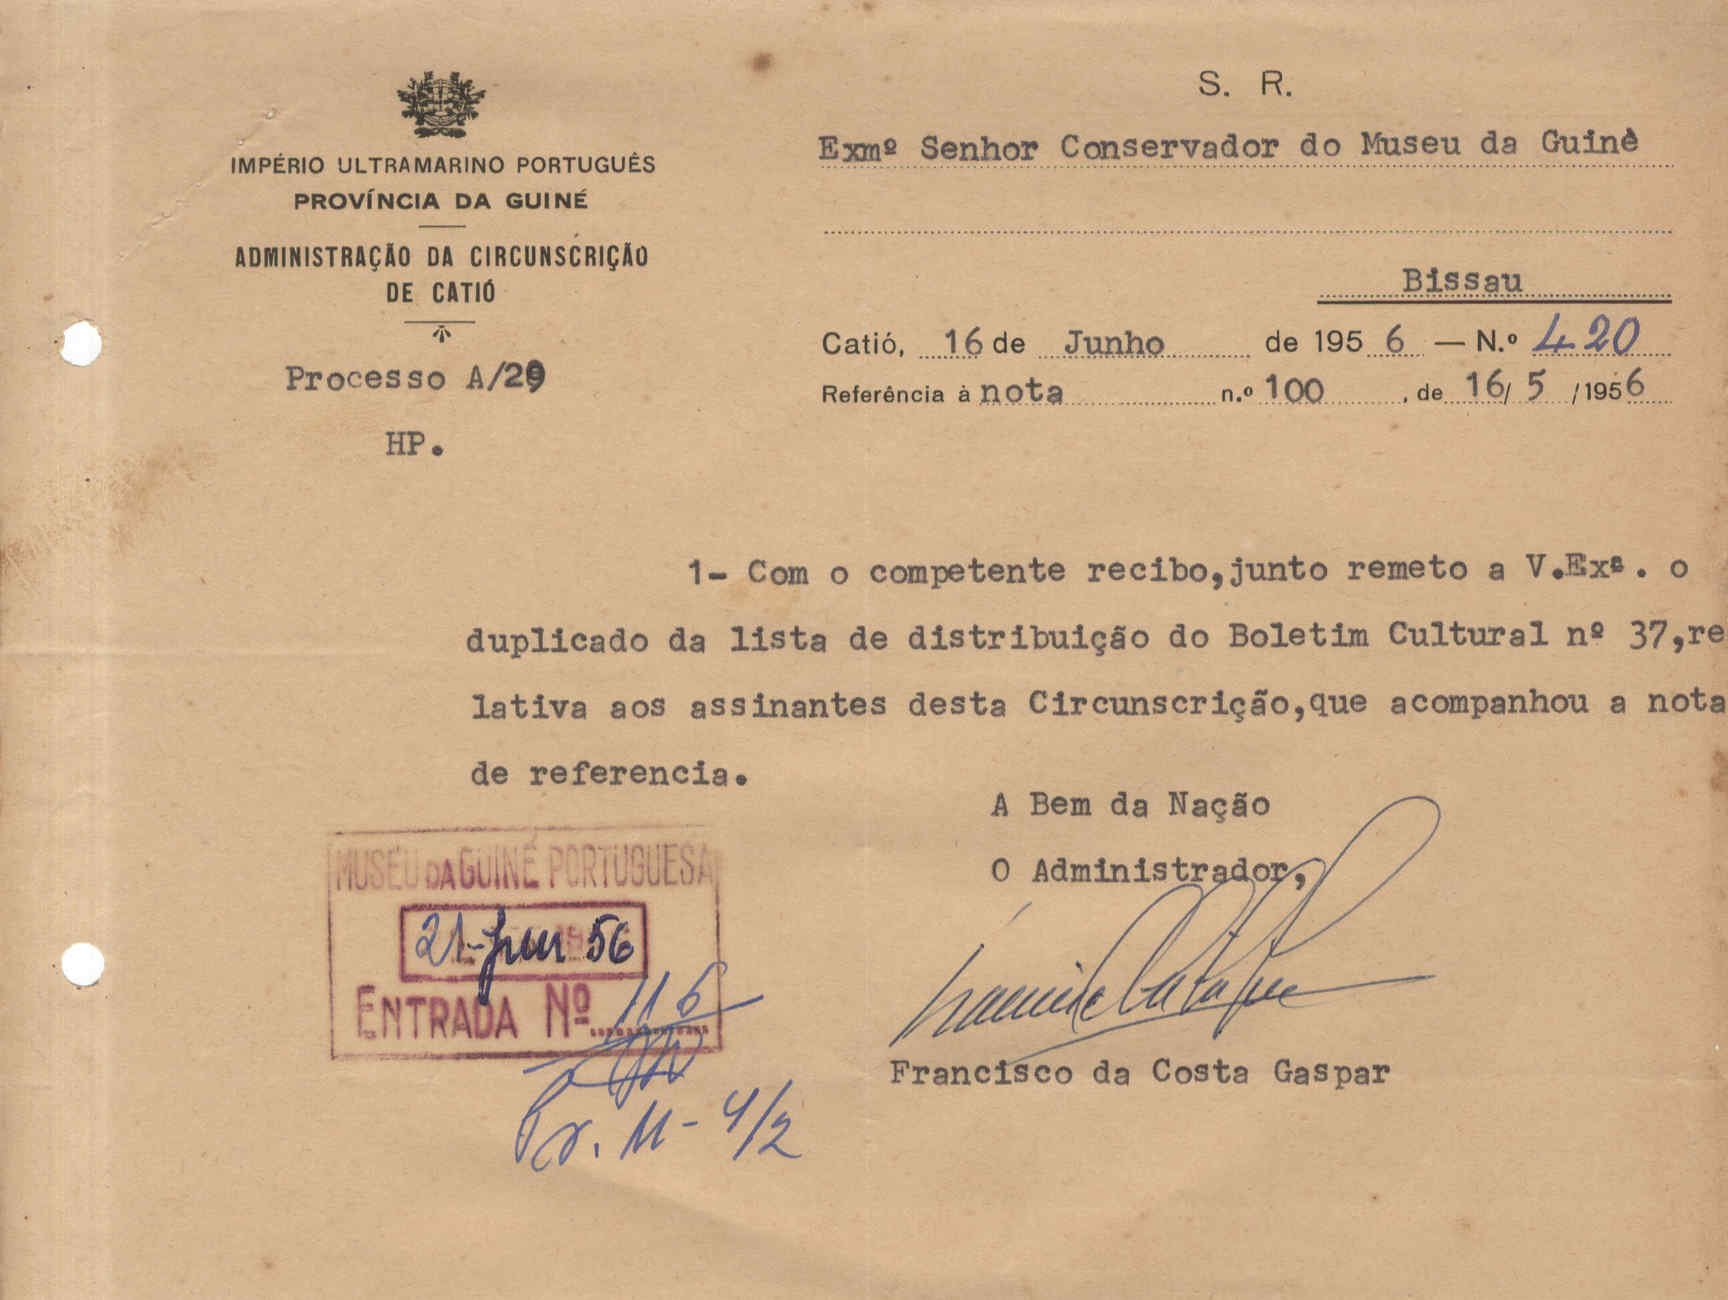 S. R.
IMPÉRIO ULTRAMARINO PORTUGUÊS
PROVÍNCIA DA GUINÉ
ADMINISTRAÇÃO DA CIRCUNSCRIÇÃO
DE CATIÓ
Processo A/29
HP.
Exmº Senhor Conservador do Museu da Guinè
Bissau
Catió, 16 de Junho de 1956 — N.º 420
Referência à nota n.º 100, de 16/ 5 /1956
1- Com o competente recibo,junto remeto a V.Exª. o
duplicado da lista de distribuição do Boletim Cultural nº 37,re
lativa aos assinantes desta Circunscrição,que acompanhou a nota
de referencia.
A Bem da Nação
O Administrador,
Francisco da Costa Gaspar
MUSEU DA GUINÉ PORTUGUESA
21-Jun 56
ENTRADA Nº 116
Pr. 11-4/2